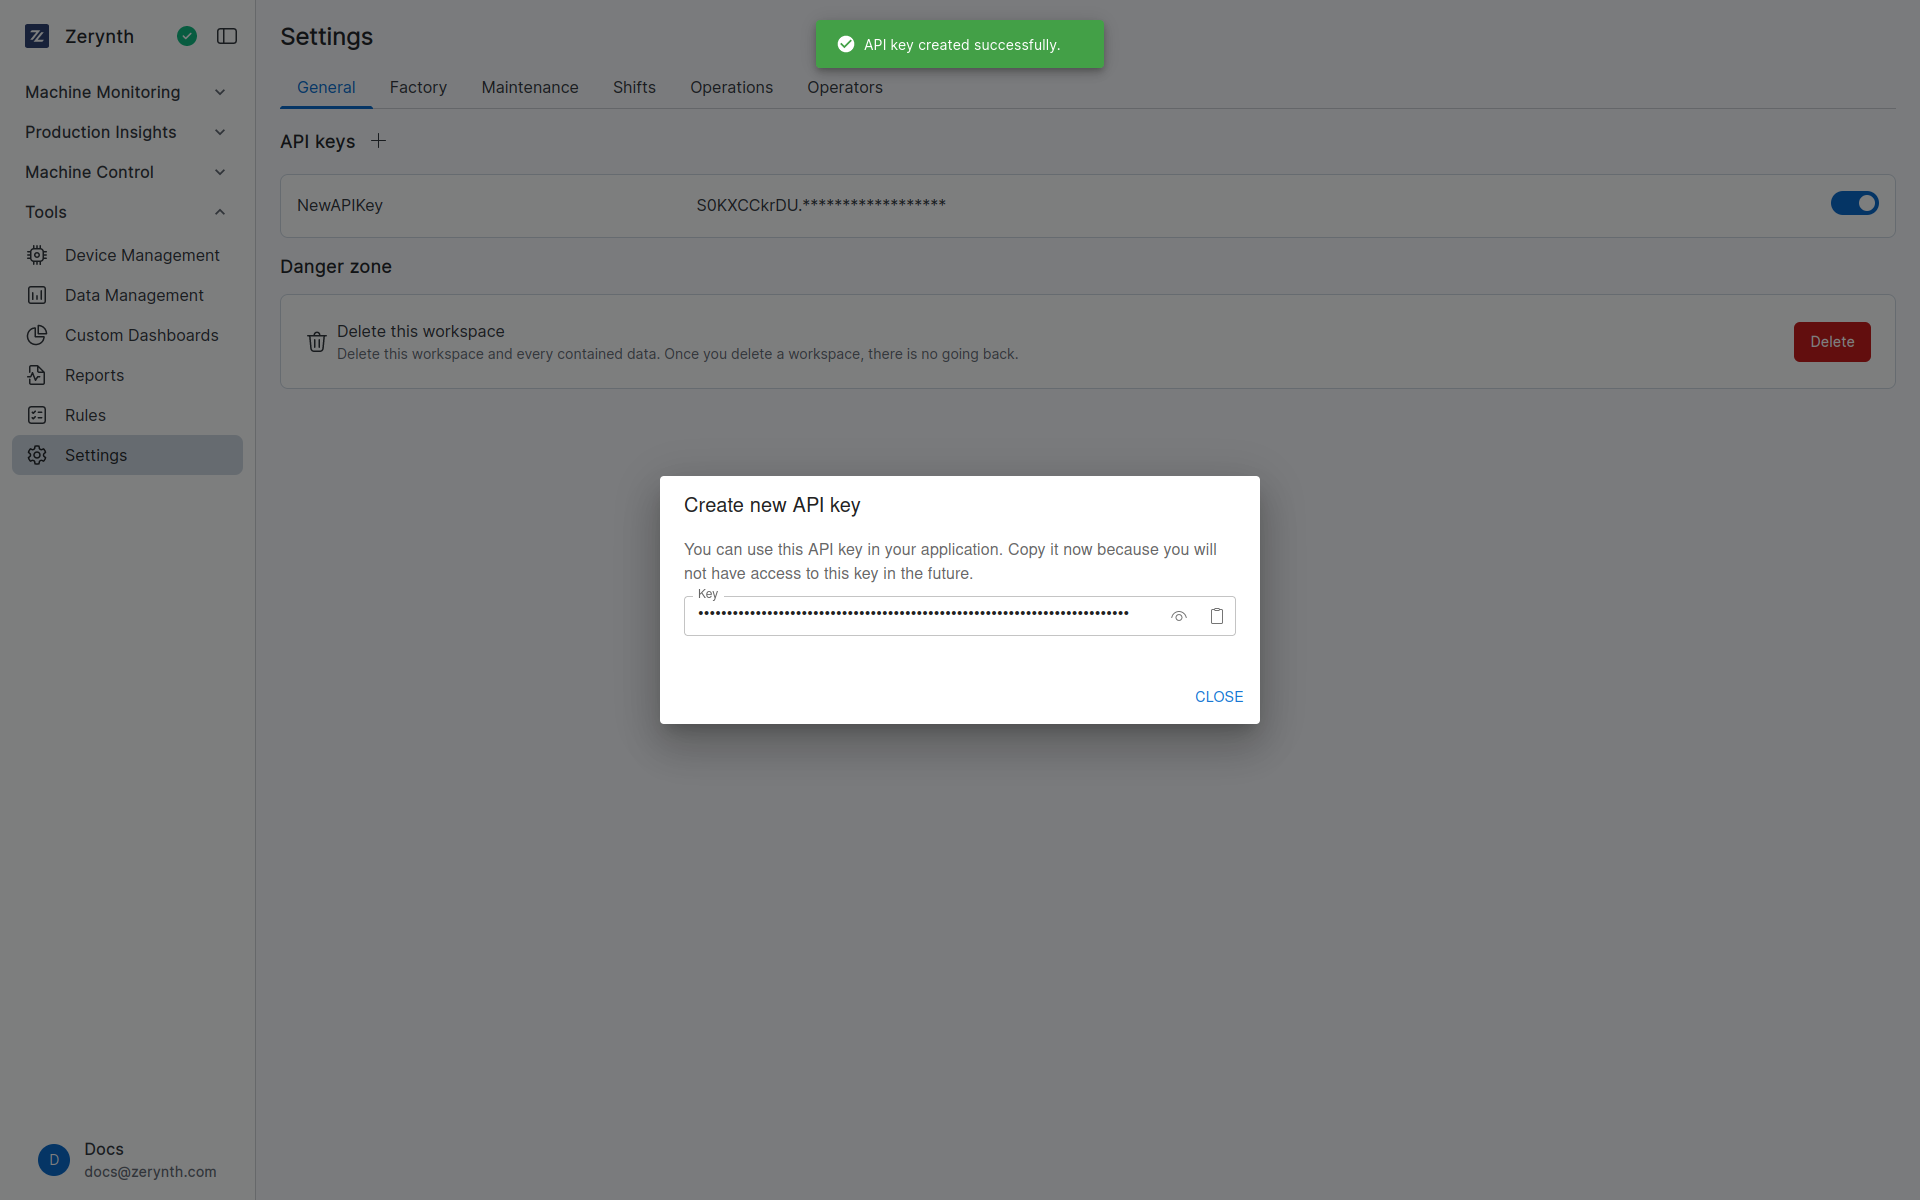 Zerynth
Machine Monitoring
Production Insights
Machine Control
Tools
Device Management
Data Management
Custom Dashboards
Reports
Rules
Settings
Docs
D
docs@zerynth.com
Settings
API key created successfully.
General Factory Maintenance Shifts Operations Operators
API keys
NewAPIKey S0KXCCkrDU.******************
Danger zone
Delete this workspace
Delete this workspace and every contained data. Once you delete a workspace, there is no going back.
Delete
Create new API key
You can use this API key in your application. Copy it now because you will
not have access to this key in the future.
Key
CLOSE